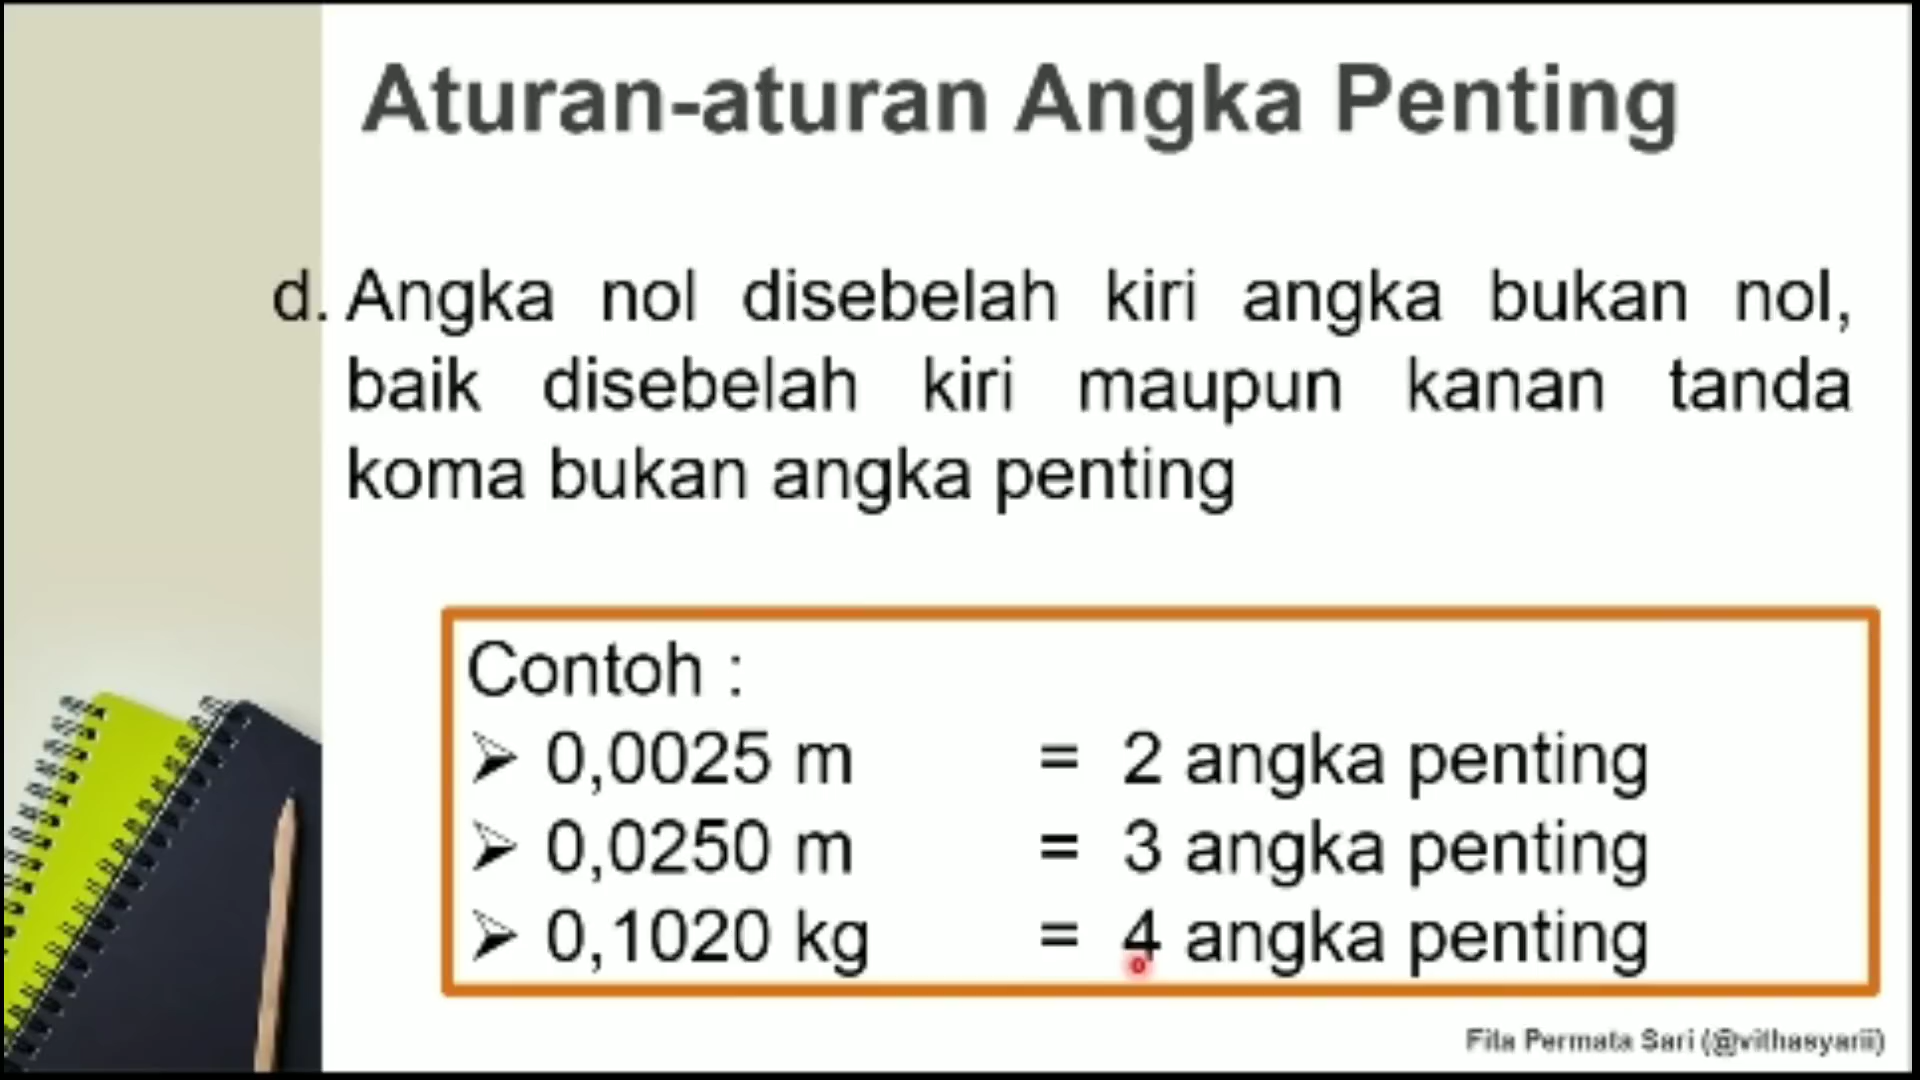 Aturan-aturan Angka Penting
d. Angka nol disebelah kiri angka bukan nol,
baik disebelah kiri maupun kanan tanda
koma bukan angka penting
Contoh :
➢ 0,0025 m = 2 angka penting
➢ 0,0250 m = 3 angka penting
➢ 0,1020 kg = 4 angka penting
Fita Permata Sari (@vithasyarii)